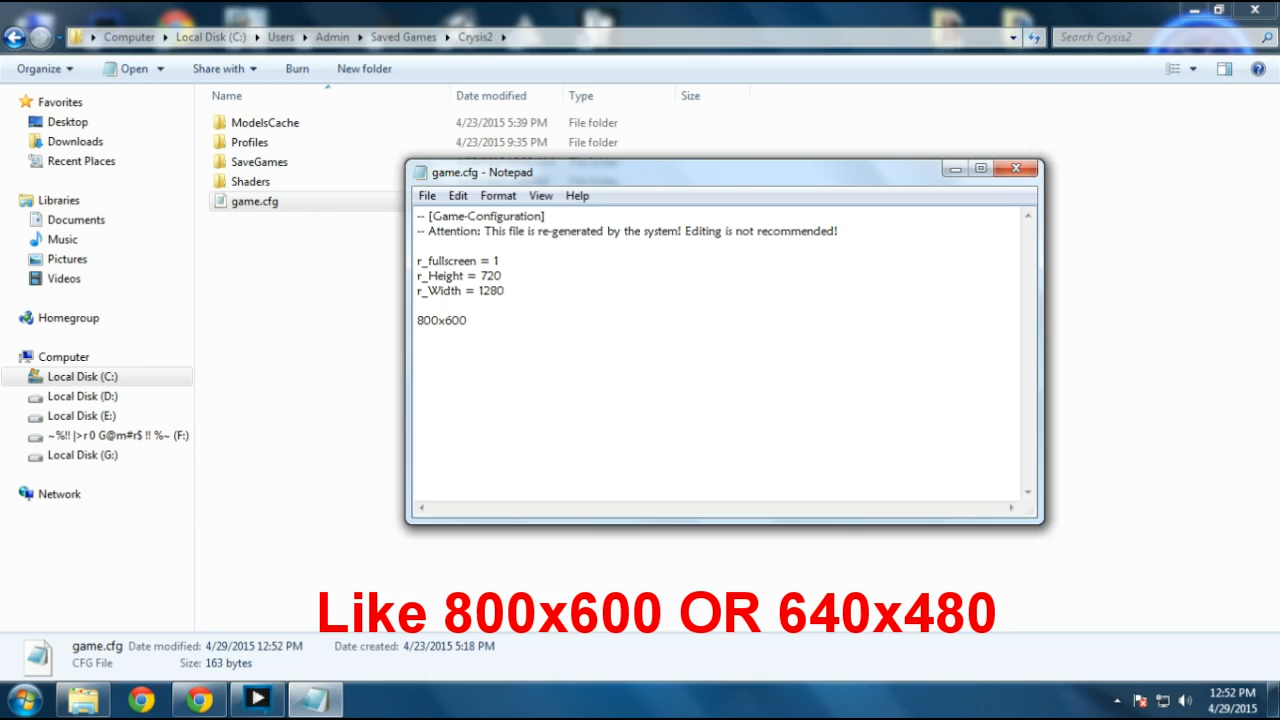 Computer Local Disk (C:) Users Admin Saved Games Crysis2
Search Crysis2
Organize Open Share with Burn New folder
Name Date modified Type Size
Favorites
Desktop
Downloads
Recent Places
Libraries
Documents
Music
Pictures
Videos
Homegroup
Computer
Local Disk (C:)
Local Disk (D:)
Local Disk (E:)
~%!! |>r0 G@m#r$ !! %~ (F:)
Local Disk (G:)
Network
ModelsCache 4/23/2015 5:39 PM File folder
Profiles 4/23/2015 9:35 PM File folder
SaveGames
Shaders
game.cfg
game.cfg - Notepad
File Edit Format View Help
-- [Game-Configuration]
-- Attention: This file is re-generated by the system! Editing is not recommended!
r_fullscreen = 1
r_Height = 720
r_Width = 1280
800x600
Like 800x600 OR 640x480
game.cfg Date modified: 4/29/2015 12:52 PM Date created: 4/23/2015 5:18 PM
CFG File Size: 163 bytes
12:52 PM
4/29/2015